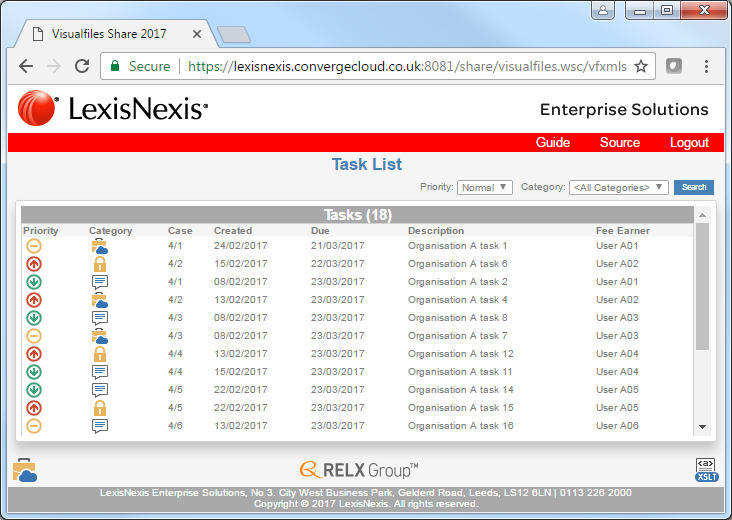 Visualfiles Share 2017
Secure https://lexisnexis.convergecloud.co.uk:8081/share/visualfiles.wsc/vfxmls
LexisNexis®
Enterprise Solutions
Guide Source Logout
Task List
Priority: Normal Category: <All Categories> Search
Tasks (18)
Priority Category Case Created Due Description Fee Earner
4/1 24/02/2017 21/03/2017 Organisation A task 1 User A01
4/2 15/02/2017 22/03/2017 Organisation A task 6 User A02
4/1 08/02/2017 23/03/2017 Organisation A task 2 User A01
4/2 13/02/2017 23/03/2017 Organisation A task 4 User A02
4/3 08/02/2017 23/03/2017 Organisation A task 8 User A03
4/3 08/02/2017 23/03/2017 Organisation A task 7 User A03
4/4 13/02/2017 23/03/2017 Organisation A task 12 User A04
4/4 15/02/2017 23/03/2017 Organisation A task 11 User A04
4/5 22/02/2017 23/03/2017 Organisation A task 14 User A05
4/5 22/02/2017 23/03/2017 Organisation A task 15 User A05
4/6 13/02/2017 23/03/2017 Organisation A task 16 User A06
RELX Group™
<a>
XSLT
LexisNexis Enterprise Solutions, No 3. City West Business Park, Gelderd Road, Leeds, LS12 6LN | 0113 226 2000
Copyright © 2017 LexisNexis. All rights reserved.